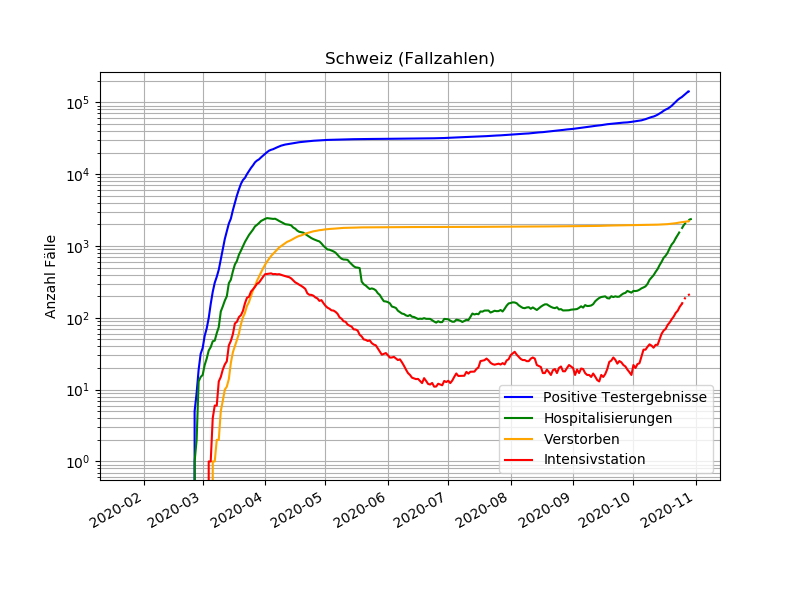 Schweiz (Fallzahlen)
Anzahl Fälle
10^5
10^4
10^3
10^2
10^1
10^0
2020-02
2020-03
2020-04
2020-05
2020-06
2020-07
2020-08
2020-09
2020-10
2020-11
Positive Testergebnisse
Hospitalisierungen
Verstorben
Intensivstation